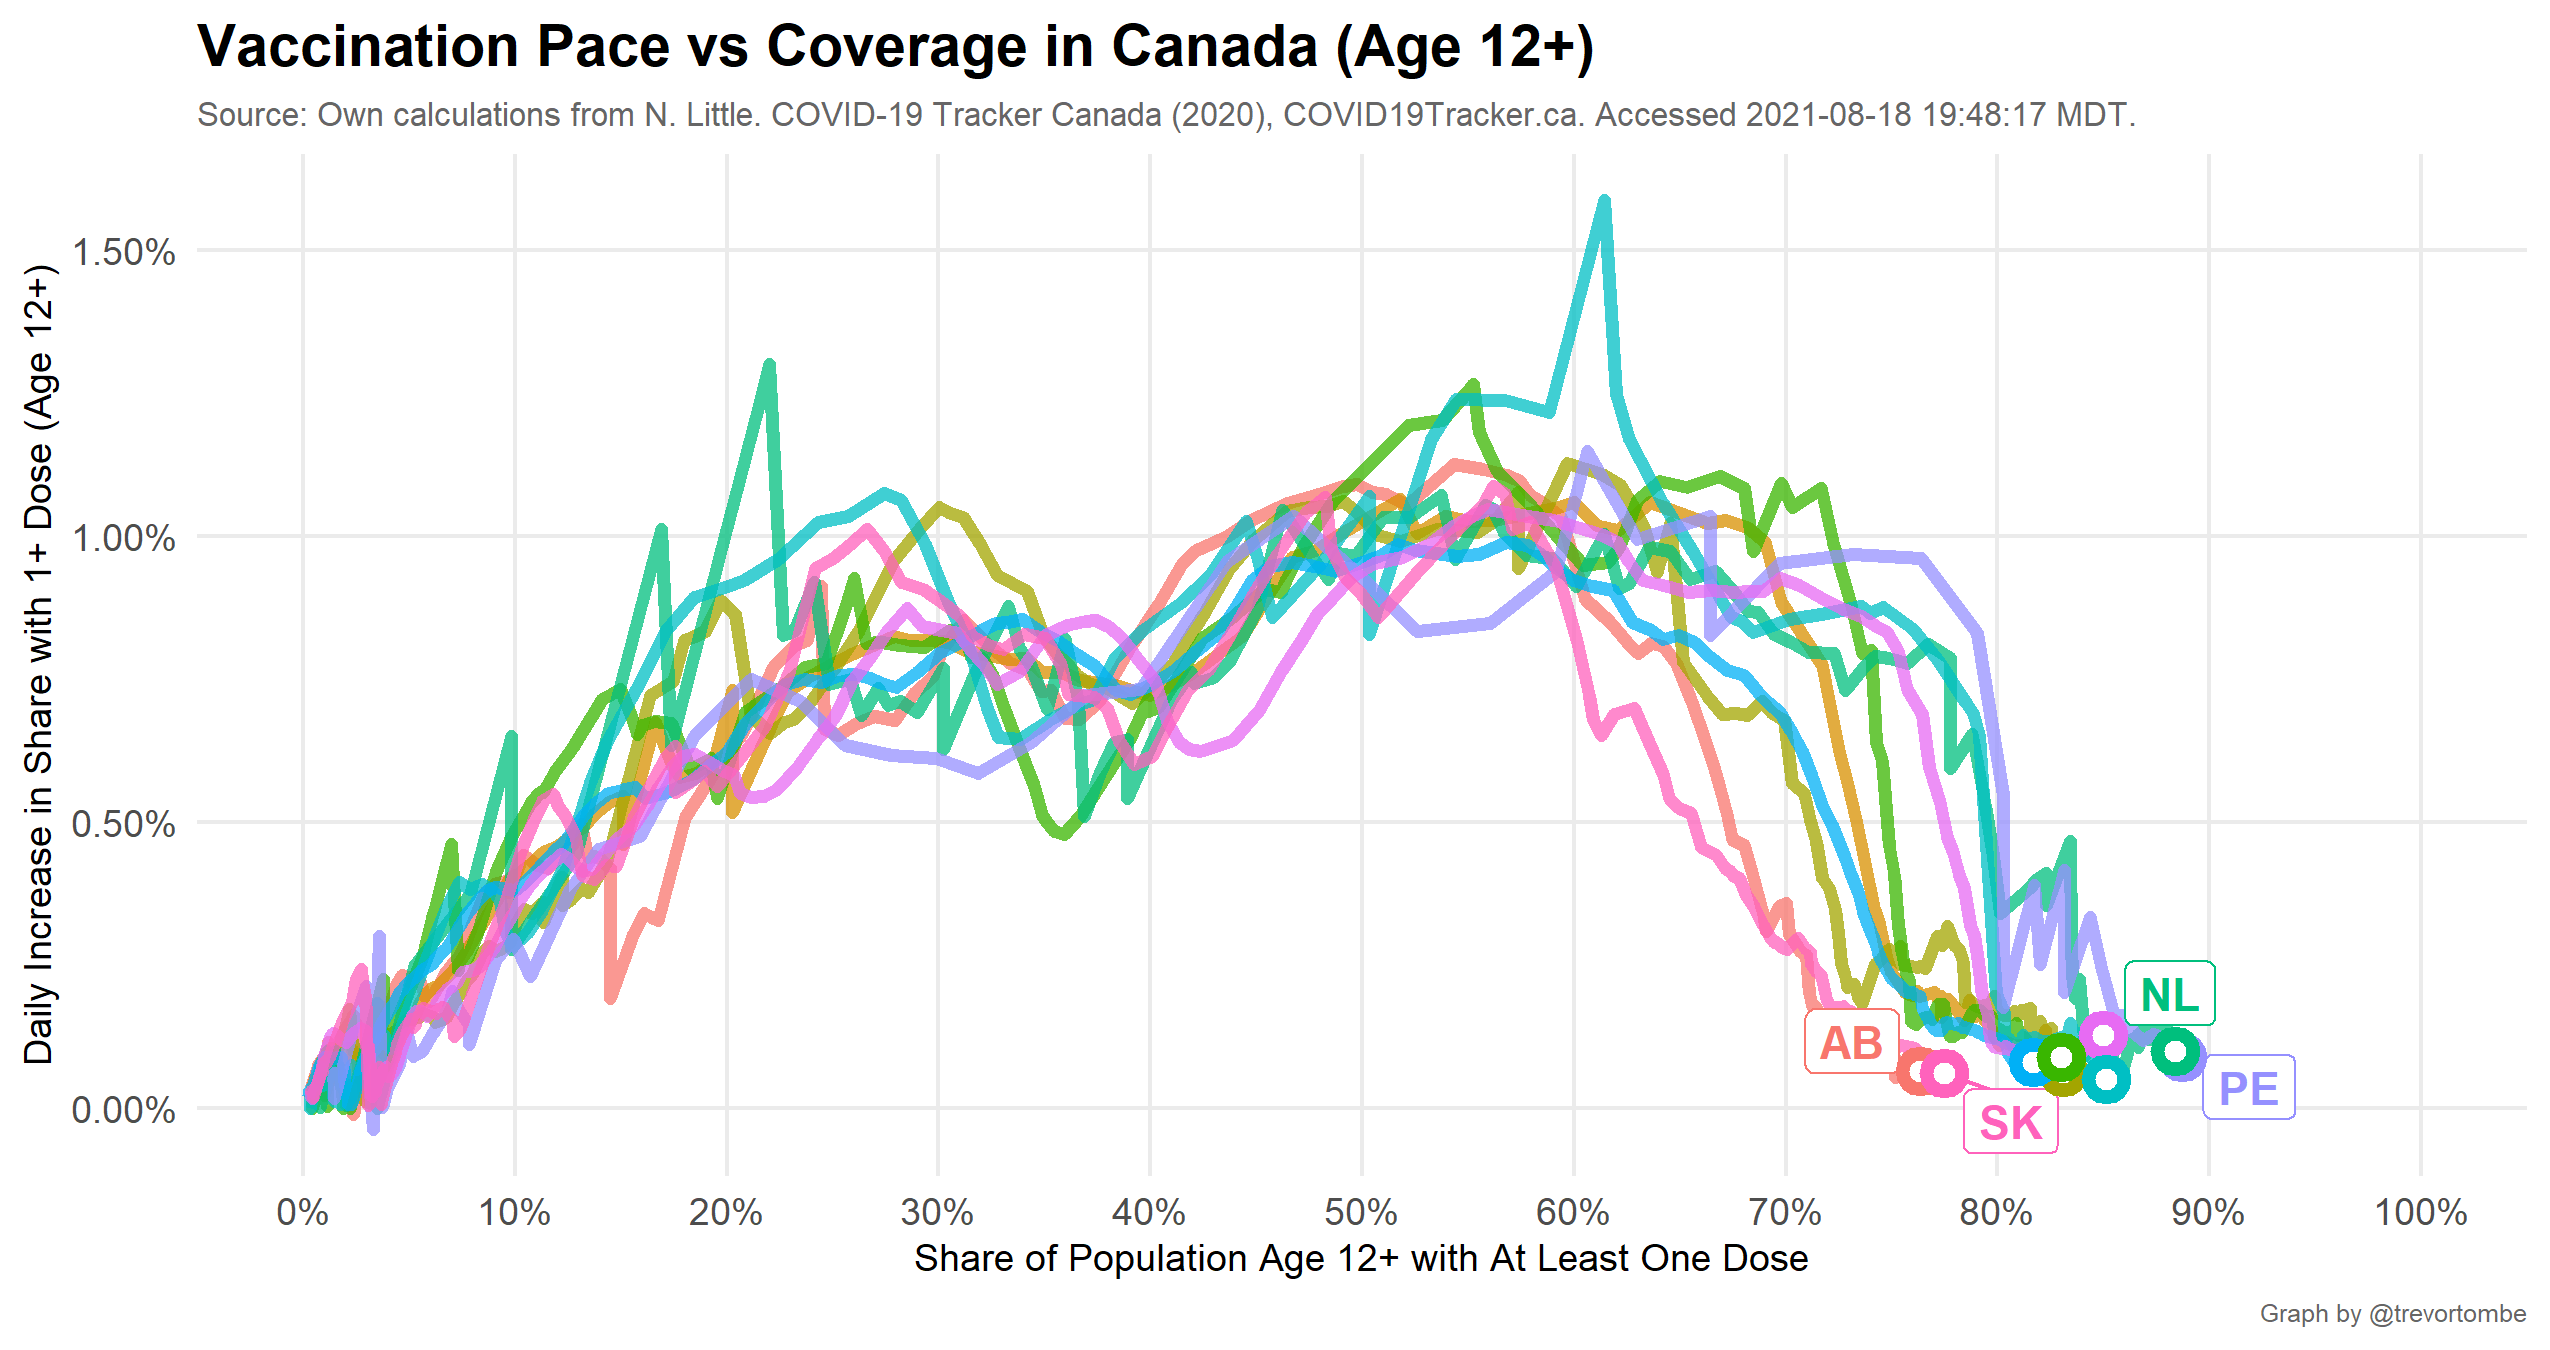 Vaccination Pace vs Coverage in Canada (Age 12+)
Source: Own calculations from N. Little. COVID-19 Tracker Canada (2020), COVID19Tracker.ca. Accessed 2021-08-18 19:48:17 MDT.
Daily Increase in Share with 1+ Dose (Age 12+)
1.50%
1.00%
0.50%
0.00%
NL
AB
PE
SK
0% 10% 20% 30% 40% 50% 60% 70% 80% 90% 100%
Share of Population Age 12+ with At Least One Dose
Graph by @trevortombe